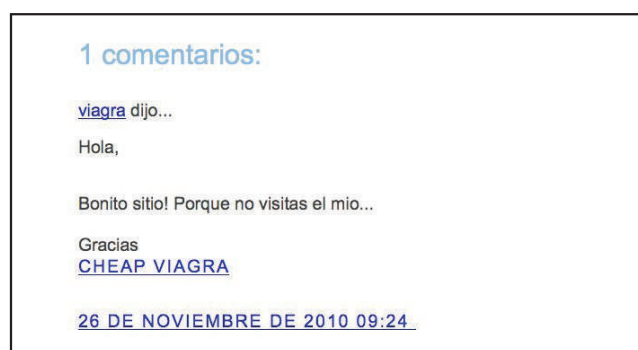 1 comentarios:
viagra dijo...
Hola,
Bonito sitio! Porque no visitas el mio...
Gracias
CHEAP VIAGRA
26 DE NOVIEMBRE DE 2010 09:24